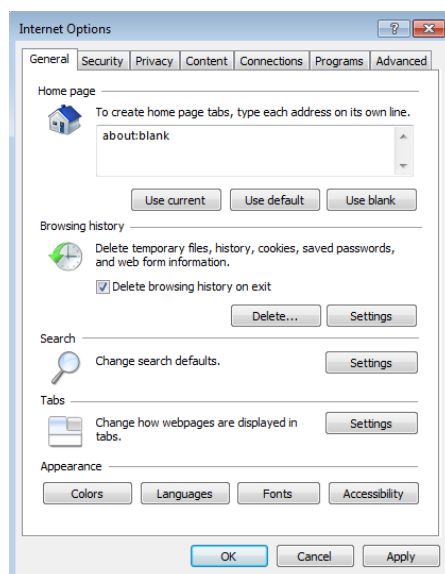 Internet Options
General Security Privacy Content Connections Programs Advanced
Home page
To create home page tabs, type each address on its own line.
about:blank
Use current Use default Use blank
Browsing history
Delete temporary files, history, cookies, saved passwords,
and web form information.
Delete browsing history on exit
Delete... Settings
Search
Change search defaults. Settings
Tabs
Change how webpages are displayed in Settings
tabs.
Appearance
Colors Languages Fonts Accessibility
OK Cancel Apply